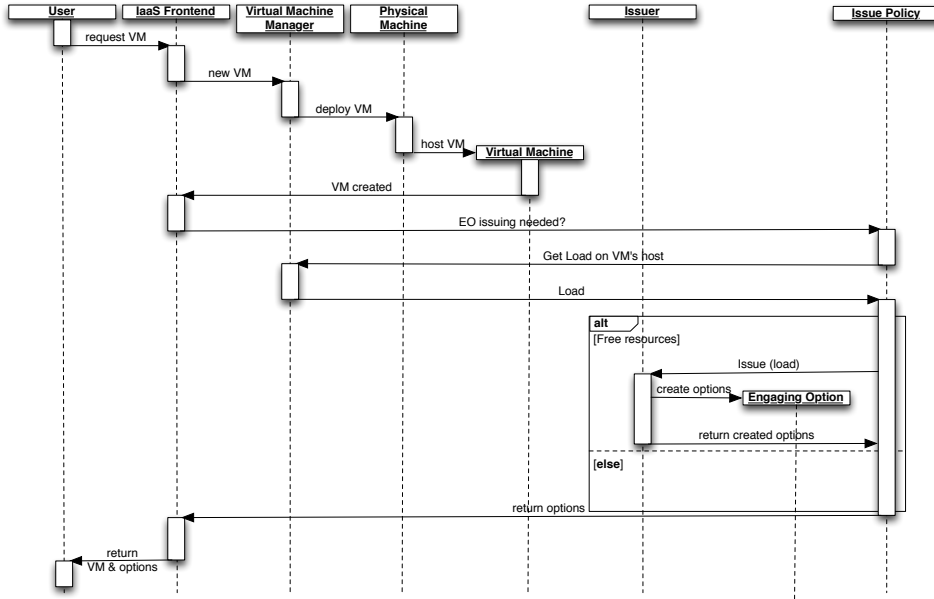 User
IaaS Frontend
Virtual Machine
Manager
Physical
Machine
Issuer
Issue Policy
request VM
new VM
deploy VM
host VM
Virtual Machine
VM created
EO issuing needed?
Get Load on VM's host
Load
alt
[Free resources]
Issue (load)
create options
Engaging Option
return created options
[else]
return options
return
VM & options